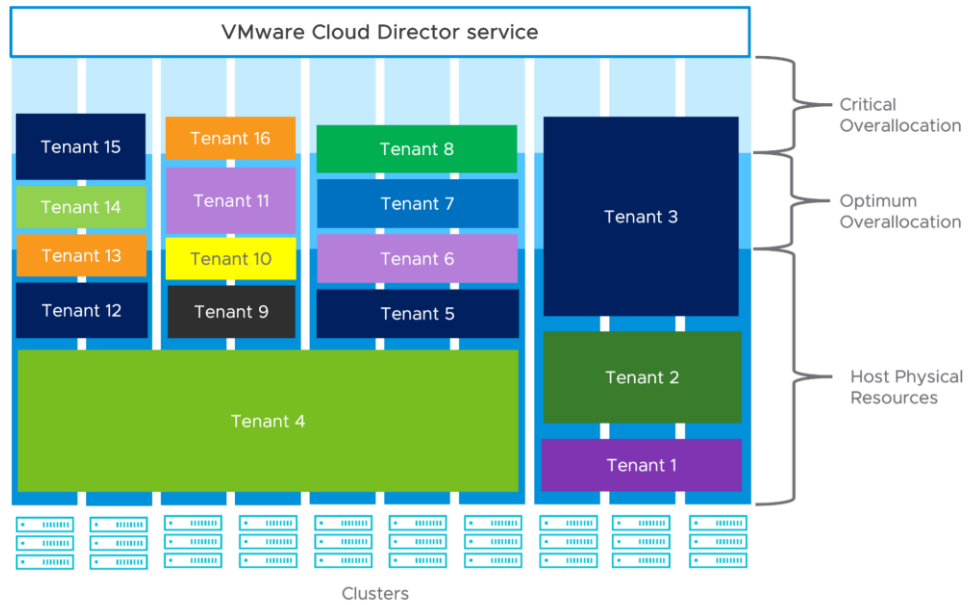 VMware Cloud Director service
Critical
Overallocation
Tenant 15
Tenant 16
Tenant 8
Tenant 14
Tenant 11
Tenant 7
Tenant 3
Optimum
Overallocation
Tenant 13
Tenant 10
Tenant 6
Tenant 12
Tenant 9
Tenant 5
Tenant 2
Host Physical
Resources
Tenant 4
Tenant 1
Clusters